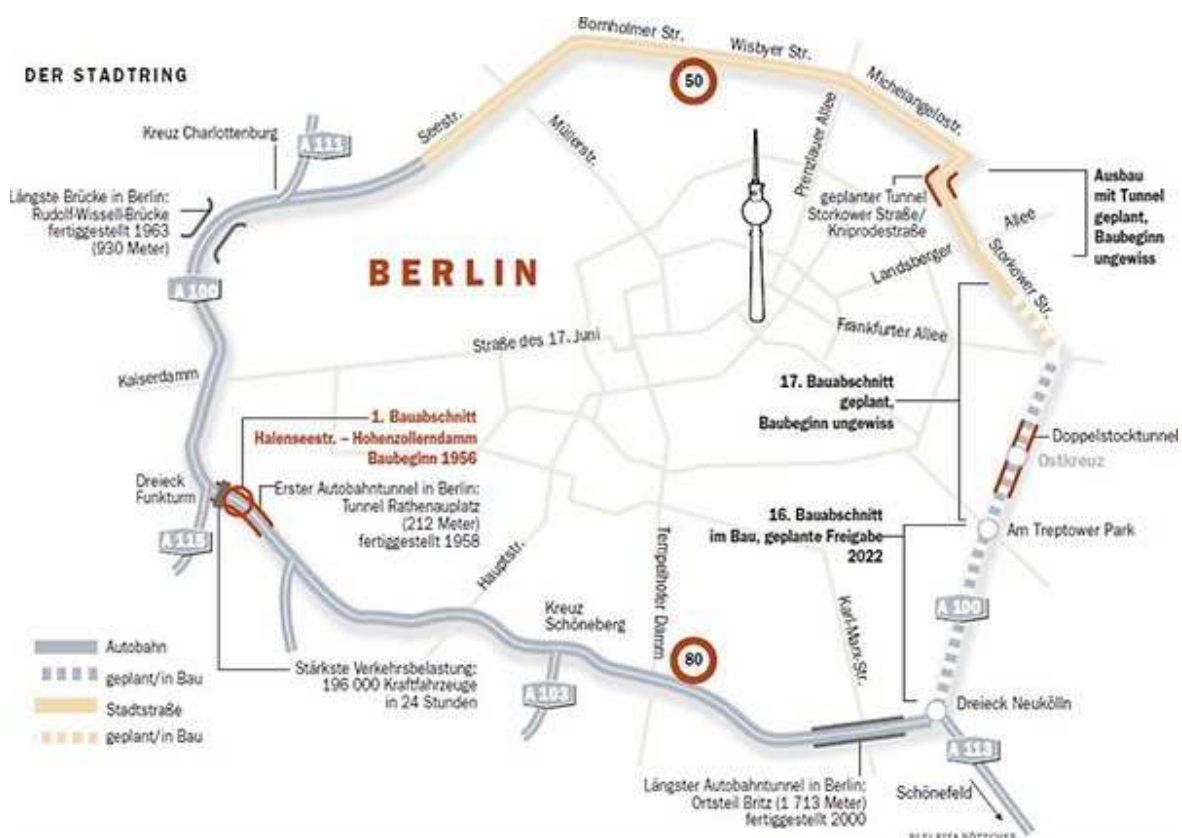 DER STADTRING
Bornholmer Str.
Wisbyer Str.
50
Michelangelostr.
Seestr.
Müllerstr.
Prenzlauer Allee
Kreuz Charlottenburg
A 111
Längste Brücke in Berlin:
Rudolf-Wissell-Brücke
fertiggestellt 1963
(930 Meter)
geplanter Tunnel
Storkower Straße/
Kniprodestraße
Ausbau
mit Tunnel
geplant,
Baubeginn
ungewiss
Allee
Landsberger
Storkower Str.
BERLIN
A 100
Straße des 17. Juni
Frankfurter Allee
Kaiserdamm
17. Bauabschnitt
geplant,
Baubeginn ungewiss
1. Bauabschnitt
Halenseestr. – Hohenzollerndamm
Baubeginn 1956
Doppelstocktunnel
Ostkreuz
Dreieck
Funkturm
Erster Autobahntunnel in Berlin:
Tunnel Rathenauplatz
(212 Meter)
fertiggestellt 1958
16. Bauabschnitt
im Bau, geplante Freigabe
2022
Am Treptower Park
A 115
Hauptstr.
Tempelhofer Damm
Karl-Marx-Str.
A 100
Kreuz
Schöneberg
Autobahn
geplant/in Bau
Stadtstraße
geplant/in Bau
Stärkste Verkehrsbelastung:
196 000 Kraftfahrzeuge
in 24 Stunden
80
A 103
Dreieck Neukölln
A 113
Längster Autobahntunnel in Berlin:
Ortsteil Britz (1 713 Meter)
fertiggestellt 2000
Schönefeld